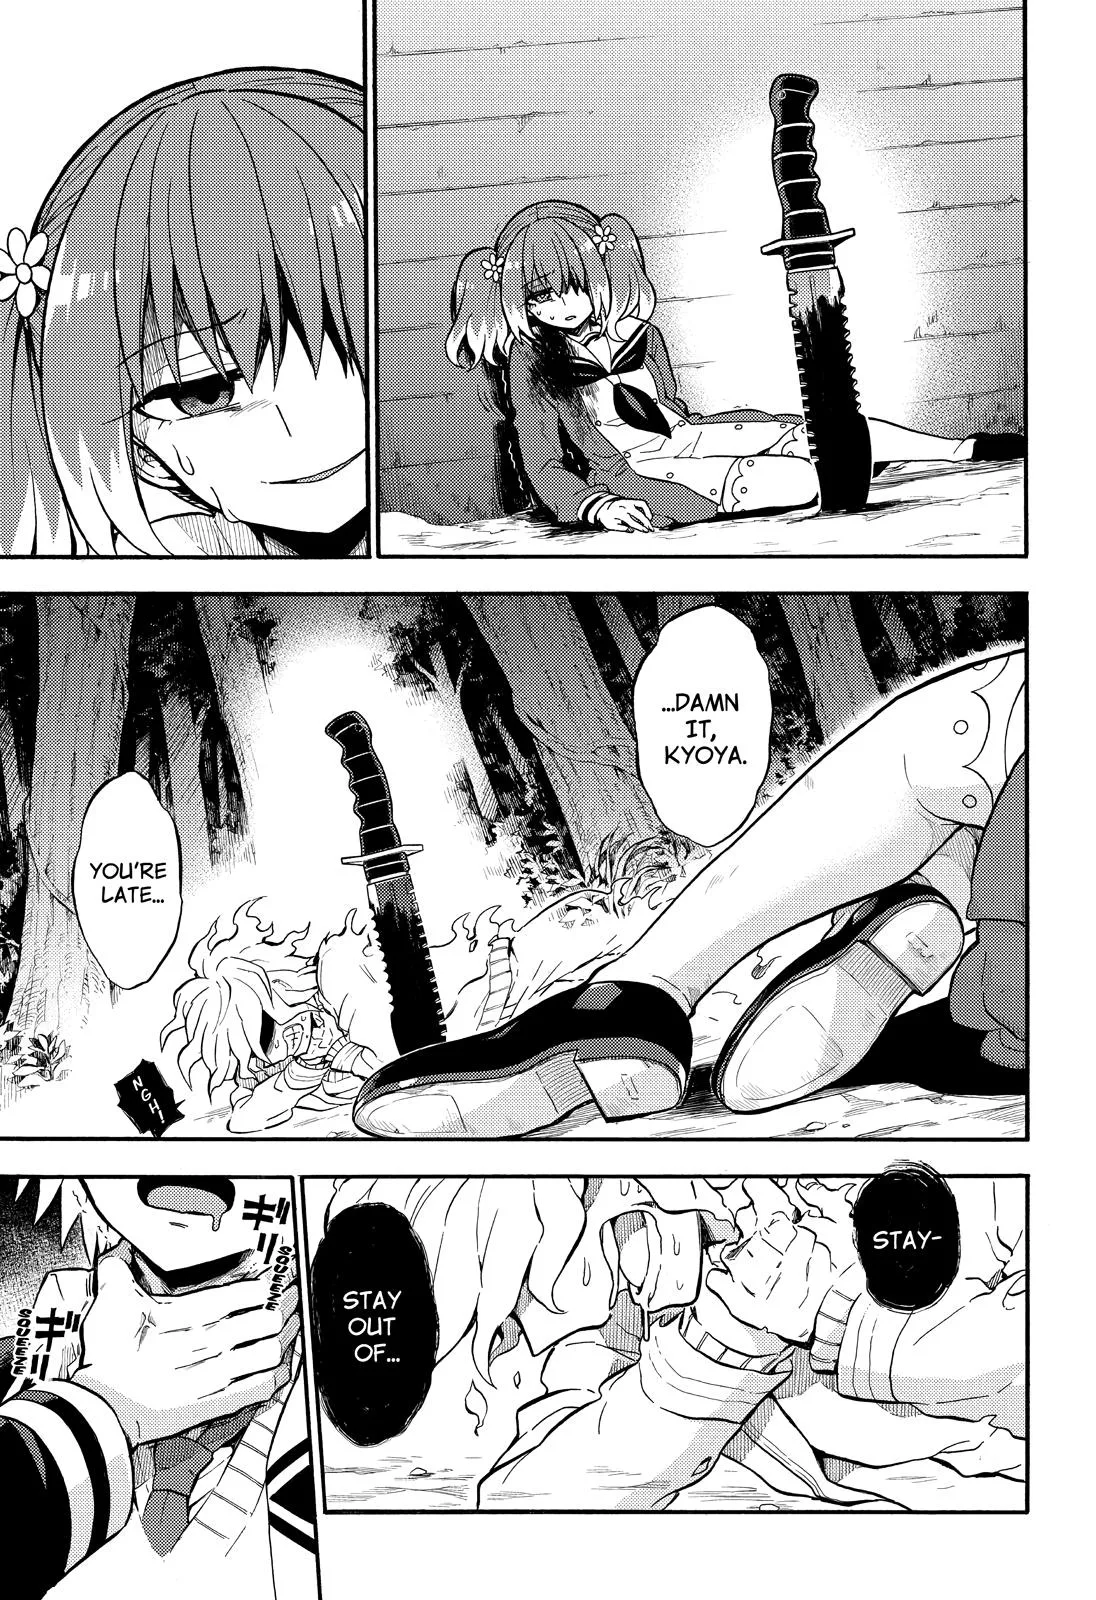 ...DAMN
IT,
KYOYA.
YOU'RE
LATE...
NGH!
STAY-
STAY
OUT
OF...
ギ
リ
SQUEEZE
ギ
リ
SQUEEZE